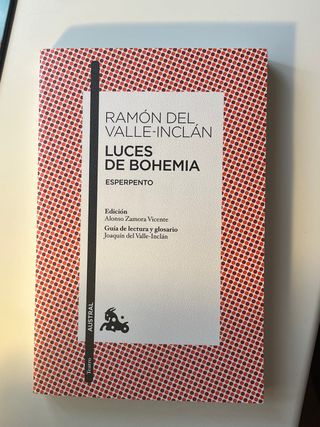 RAMÓN DEL
VALLE-INCLÁN
LUCES
DE BOHEMIA
ESPERPENTO
Edición
Alonso Zamora Vicente
Guía de lectura y glosario
Joaquín del Valle-Inclán
AUSTRAL
Teatro